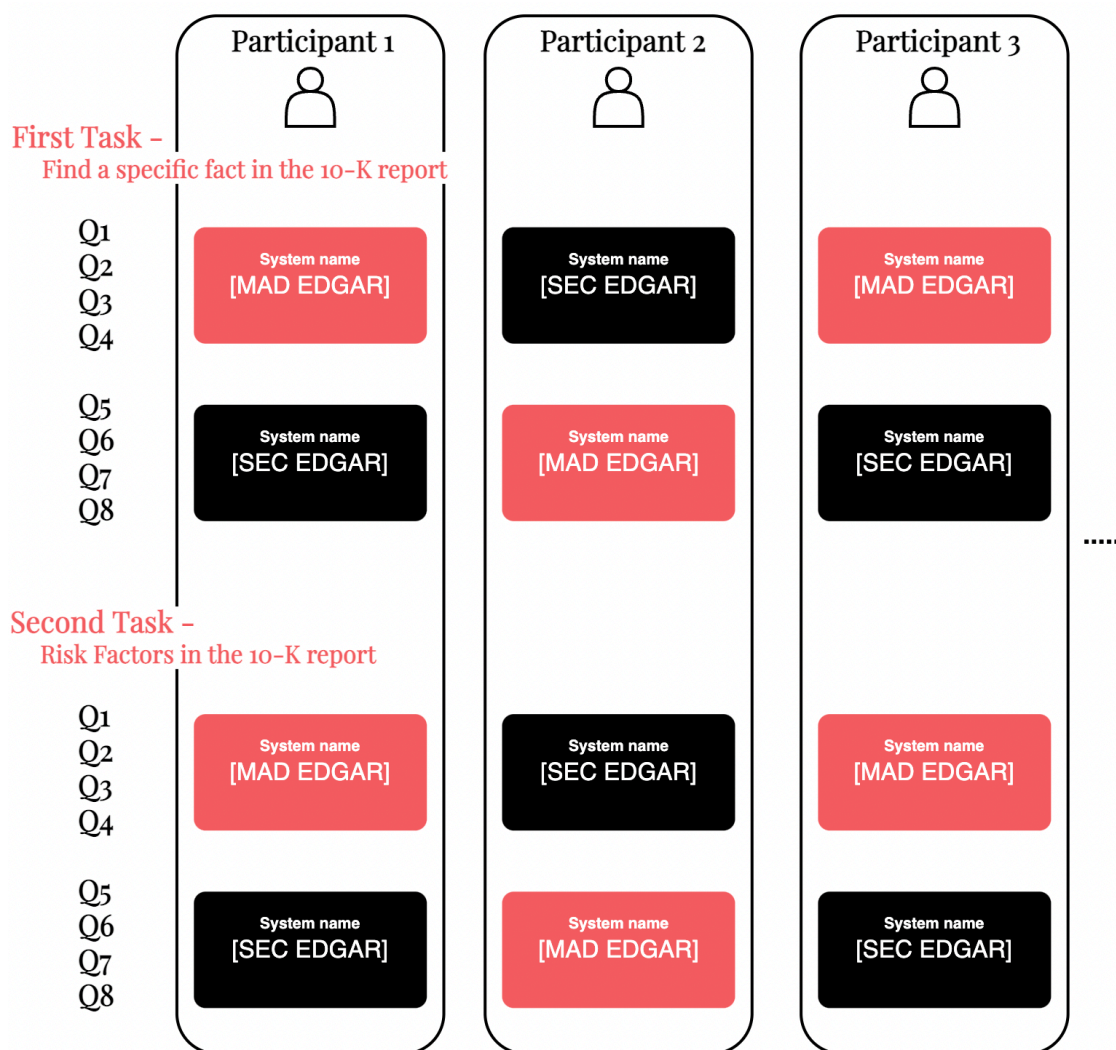 Participant 1
Participant 2
Participant 3
First Task -
Find a specific fact in the 10-K report
Q1
Q2
Q3
Q4
System name
[MAD EDGAR]
System name
[SEC EDGAR]
System name
[MAD EDGAR]
Q5
Q6
Q7
Q8
System name
[SEC EDGAR]
System name
[MAD EDGAR]
System name
[SEC EDGAR]
.....
Second Task -
Risk Factors in the 10-K report
Q1
Q2
Q3
Q4
System name
[MAD EDGAR]
System name
[SEC EDGAR]
System name
[MAD EDGAR]
Q5
Q6
Q7
Q8
System name
[SEC EDGAR]
System name
[MAD EDGAR]
System name
[SEC EDGAR]